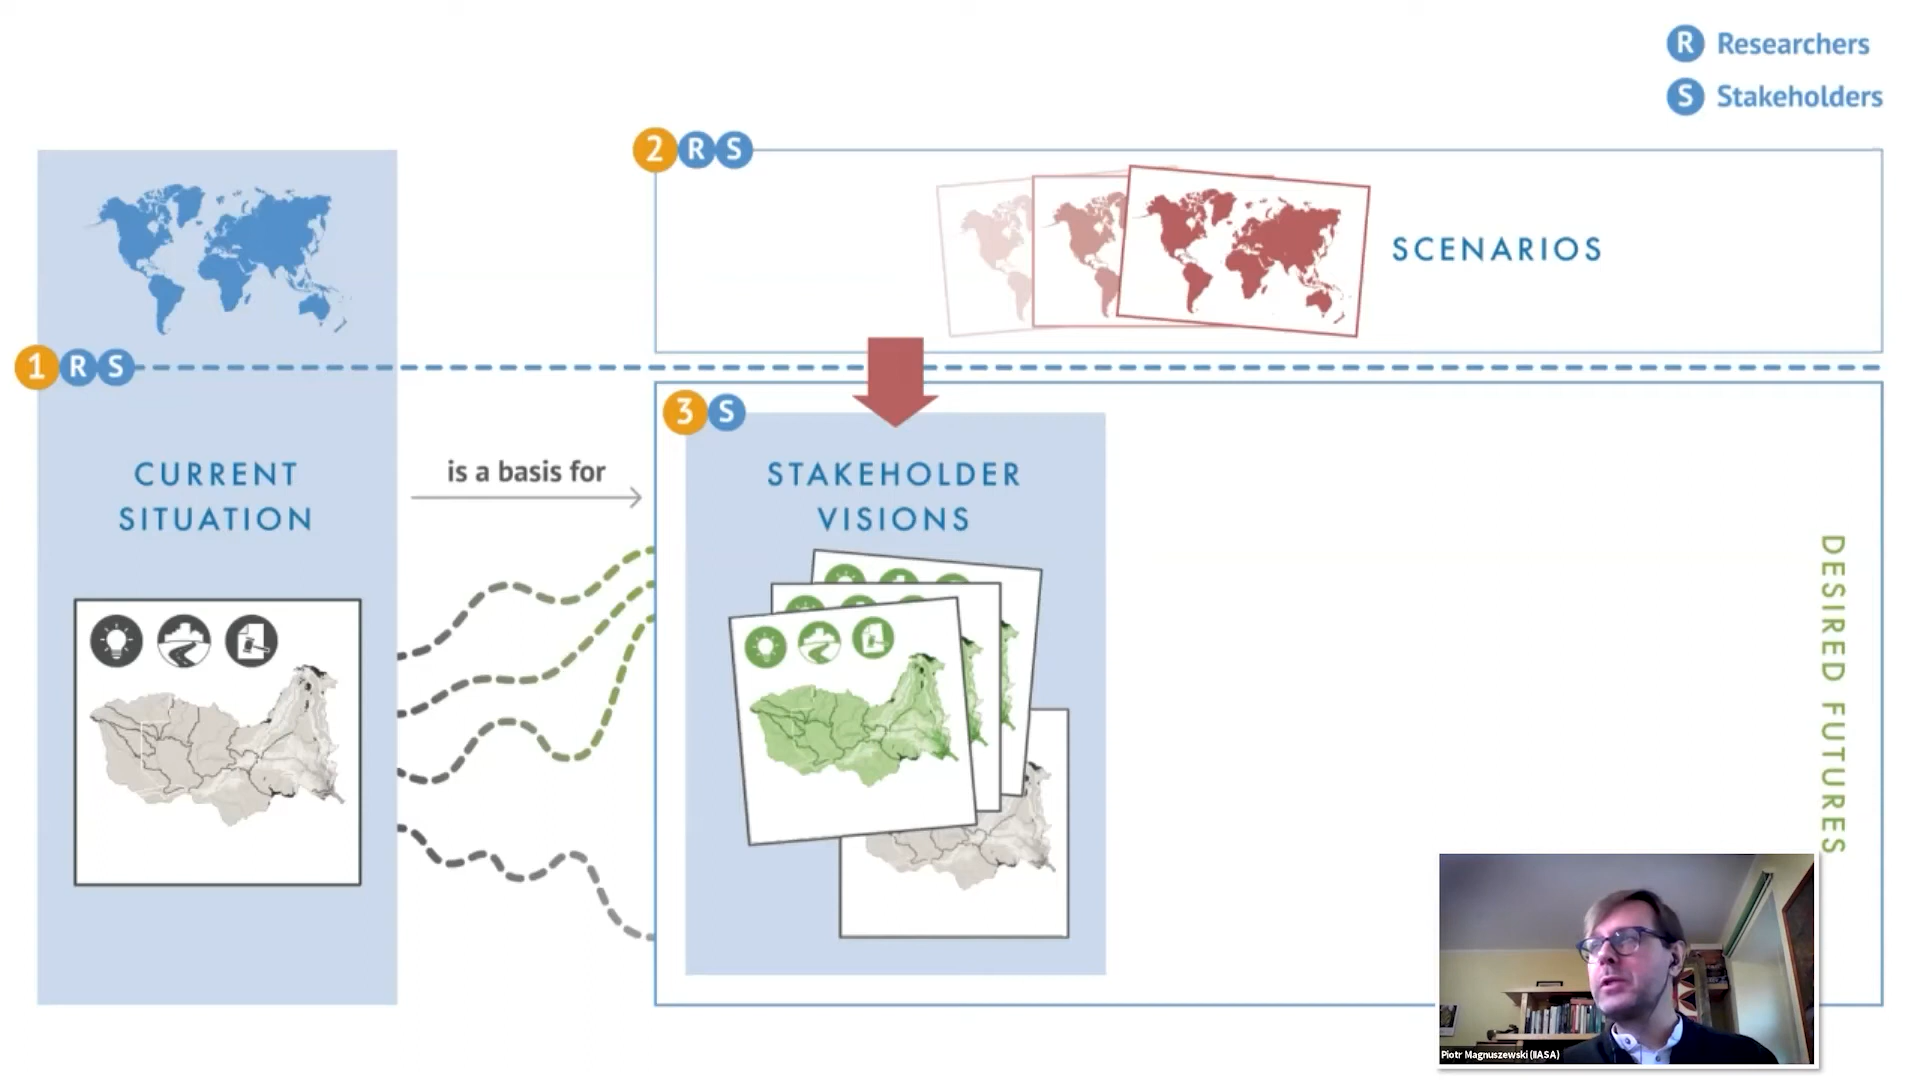 R Researchers
S Stakeholders
2 R S
SCENARIOS
1 R S
3 S
CURRENT
SITUATION
is a basis for
STAKEHOLDER
VISIONS
DESIRED FUTURES
Piotr Magnuszewski (IIASA)